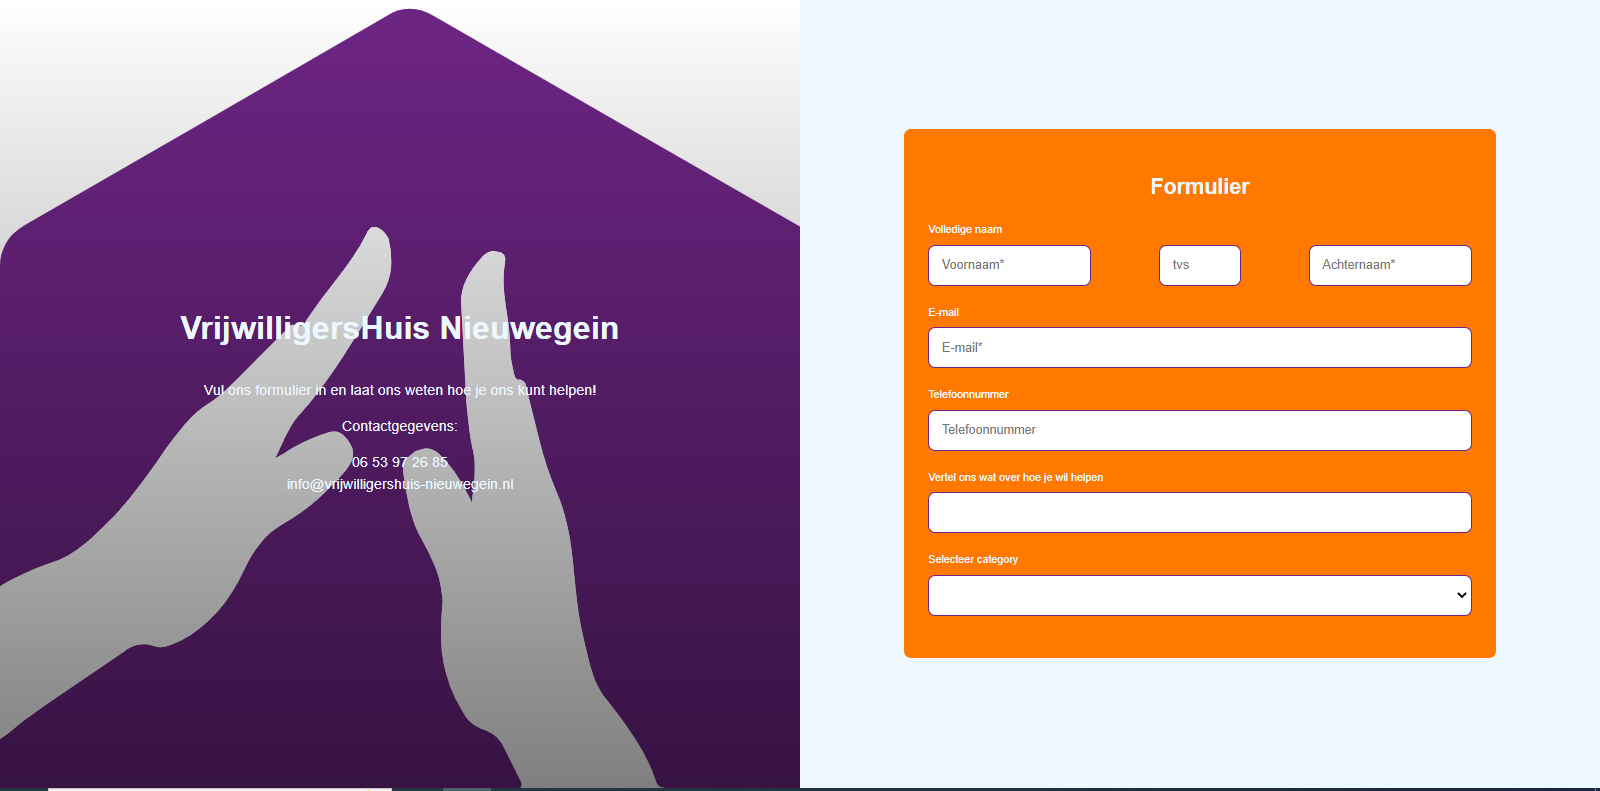 VrijwilligersHuis Nieuwegein
Vul ons formulier in en laat ons weten hoe je ons kunt helpen!
Contactgegevens:
06 53 97 26 85
info@vrijwilligershuis-nieuwegein.nl
Formulier
Volledige naam
Voornaam* tvs Achternaam*
E-mail
E-mail*
Telefoonnummer
Telefoonnummer
Vertel ons wat over hoe je wil helpen
Selecteer category